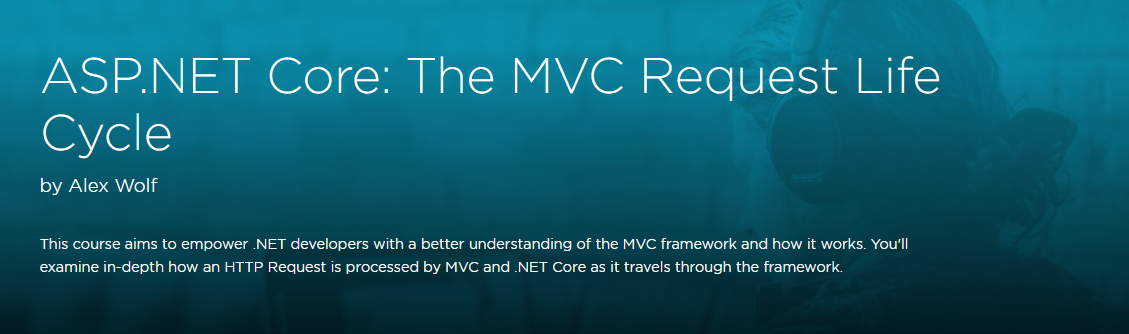 ASP.NET Core: The MVC Request Life
Cycle
by Alex Wolf
This course aims to empower .NET developers with a better understanding of the MVC framework and how it works. You'll
examine in-depth how an HTTP Request is processed by MVC and .NET Core as it travels through the framework.